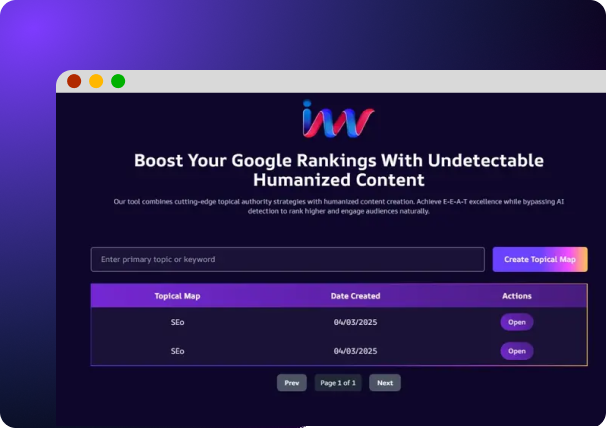 Boost Your Google Rankings With Undetectable
Humanized Content
Our tool combines cutting-edge topical authority strategies with humanized content creation. Achieve E-E-A-T excellence while bypassing AI
detection to rank higher and engage audiences naturally.
Enter primary topic or keyword
Create Topical Map
Topical Map Date Created Actions
SEo 04/03/2025 Open
SEo 04/03/2025 Open
Prev Page 1 of 1 Next